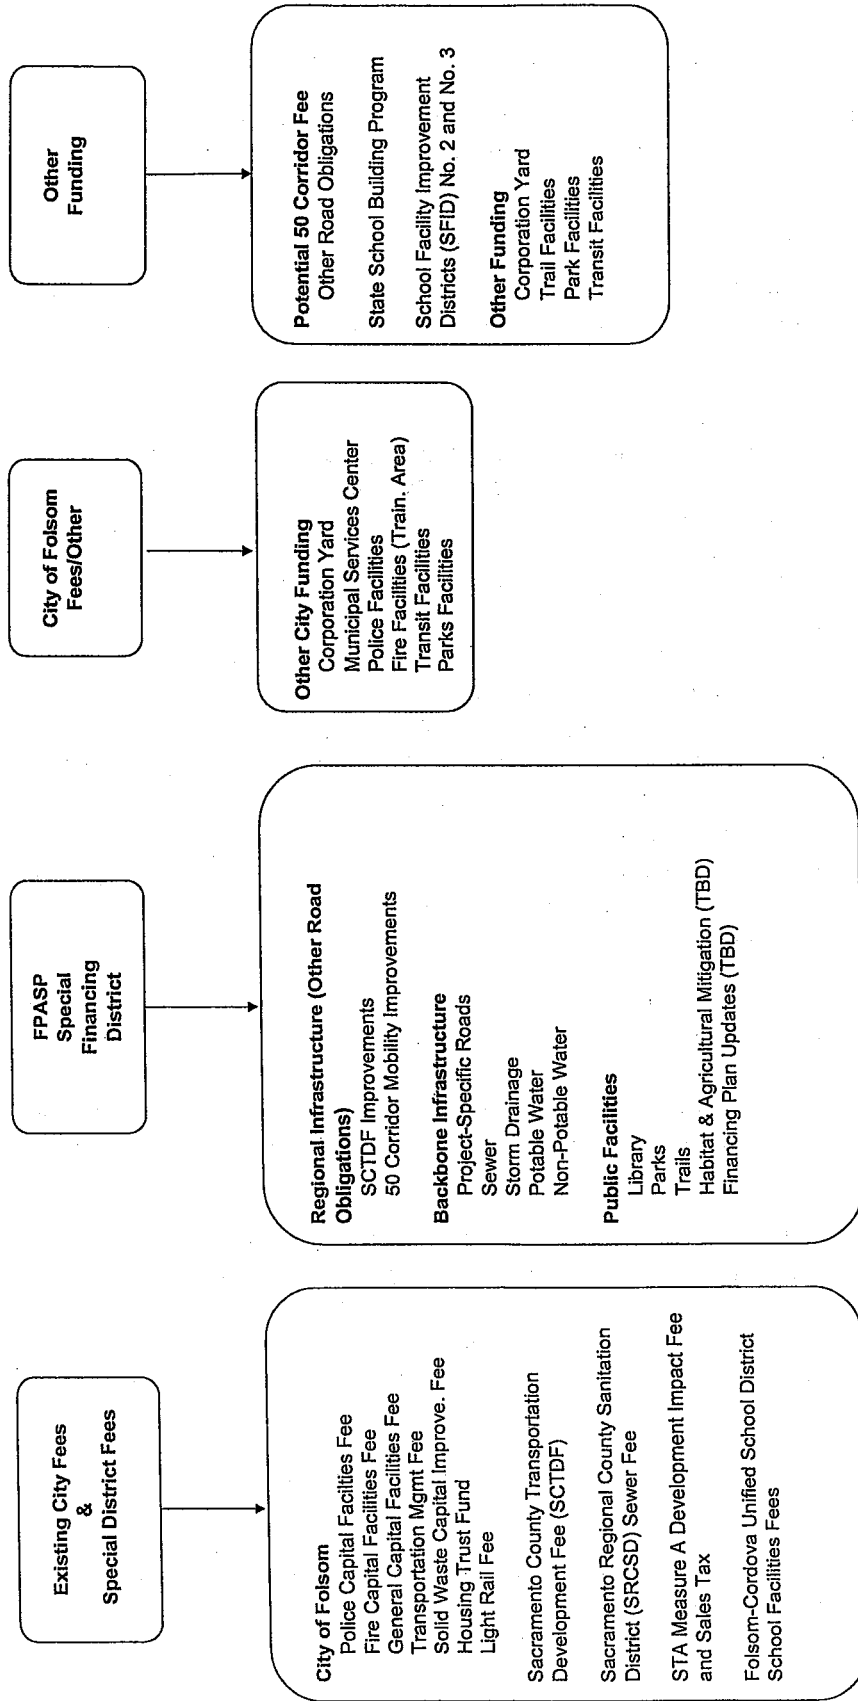 Existing City Fees
&
Special District Fees
City of Folsom
Police Capital Facilties Fee
Fire Capital Facilities Fee
General Capital Facilities Fee
Transportation Mgmt Fee
Solid Waste Capital Improve. Fee
Housing Trust Fund
Light Rail Fee
Sacramento County Transportation
Development Fee (SCTDF)
Sacramento Regional County Sanitation
District (SRCSD) Sewer Fee
STA Measure A Development Impact Fee
and Sales Tax
Folsom-Cordova Unified School District
School Facilities Fees
FPASP
Special
Financing
District
Regional Infrastructure (Other Road
Obligations)
SCTDF Improvements
50 Corridor Mobility Improvements
Backbone Infrastructure
Project-Specific Roads
Sewer
Storm Drainage
Potable Water
Non-Potable Water
Public Facilities
Library
Parks
Trails
Habitat & Agricultural Mitigation (TBD)
Financing Plan Updates (TBD)
City of Folsom
Fees/Other
Other City Funding
Corporation Yard
Municipal Services Center
Police Facilities
Fire Facilities (Train. Area)
Transit Facilities
Parks Facilities
Other
Funding
Potential 50 Corridor Fee
Other Road Obligations
State School Building Program
School Facility Improvement
Districts (SFID) No. 2 and No. 3
Other Funding
Corporation Yard
Trail Facilities
Park Facilities
Transit Facilities